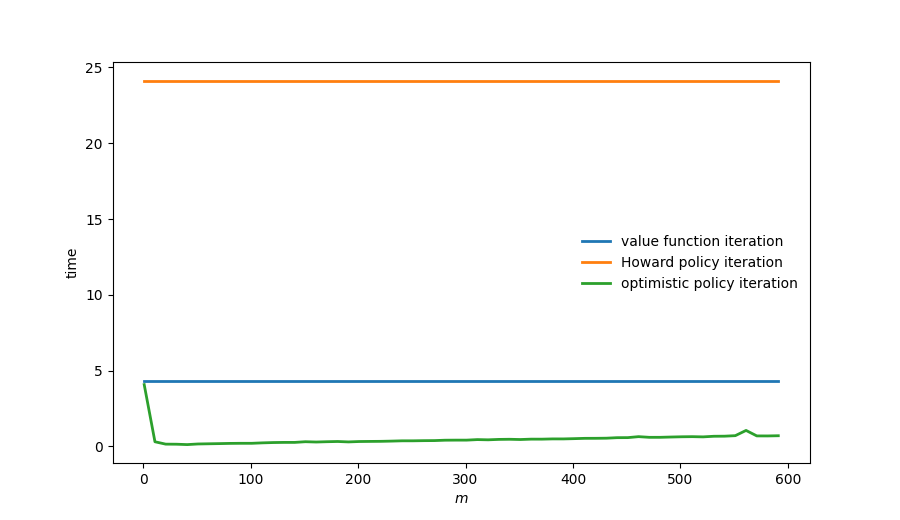 25
20
15
10
5
0
time
value function iteration
Howard policy iteration
optimistic policy iteration
0 100 200 300 400 500 600
m